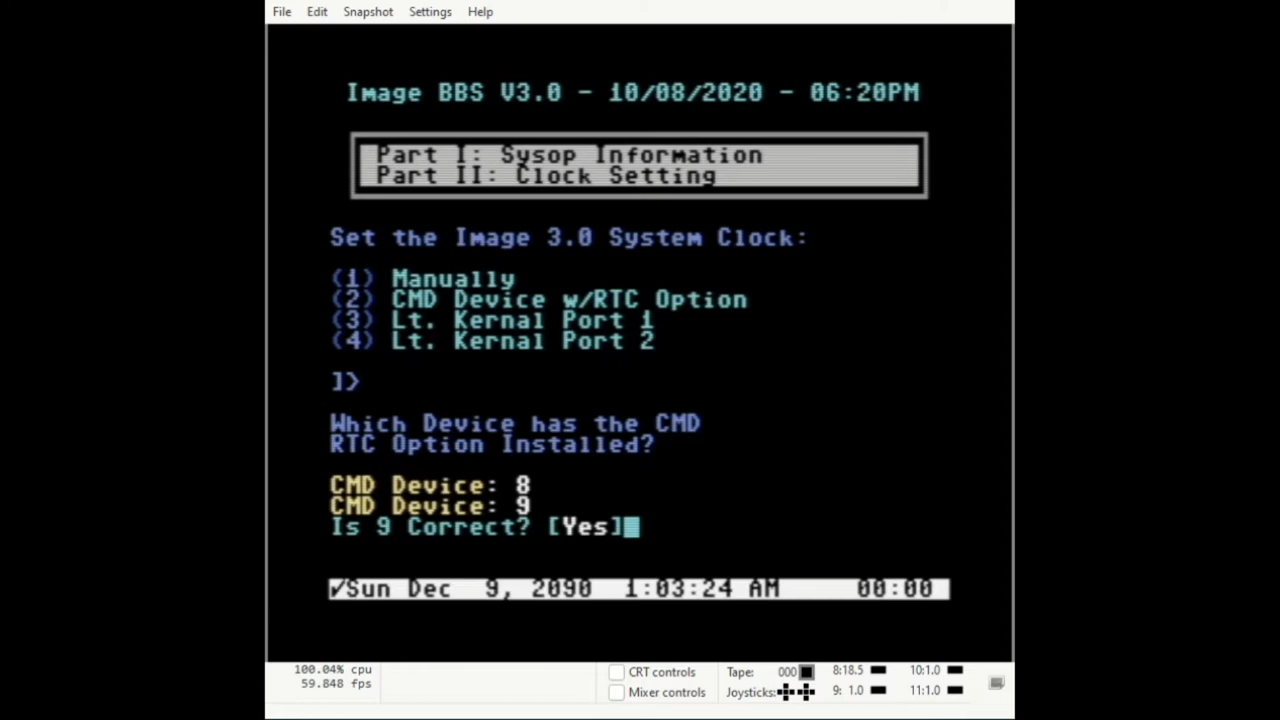 File Edit Snapshot Settings Help
Image BBS V3.0 - 10/08/2020 - 06:20PM
Part I: Sysop Information
Part II: Clock Setting
Set the Image 3.0 System Clock:
(1) Manually
(2) CMD Device w/RTC Option
(3) Lt. Kernal Port 1
(4) Lt. Kernal Port 2
]>
Which Device has the CMD
RTC Option Installed?
CMD Device: 8
CMD Device: 9
Is 9 Correct? [Yes]
✓Sun Dec  9, 2090  1:03:24 AM 00:00
100.04% cpu CRT controls Tape: 000 8:18.5 10:1.0
59.848 fps Mixer controls Joysticks: 9: 1.0 11:1.0